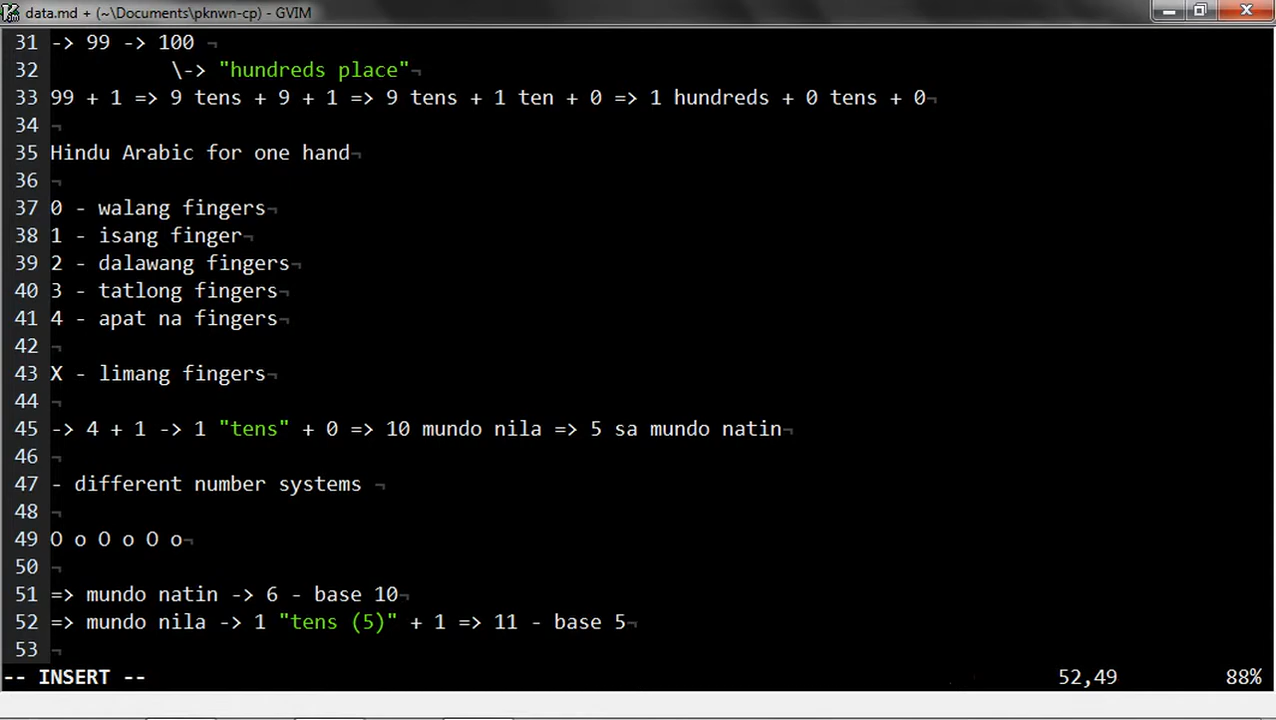 data.md + (~\Documents\pknwn-cp) - GVIM
31 -> 99 -> 100 ¬
32 \-> "hundreds place"¬
33 99 + 1 => 9 tens + 9 + 1 => 9 tens + 1 ten + 0 => 1 hundreds + 0 tens + 0¬
34 ¬
35 Hindu Arabic for one hand¬
36 ¬
37 0 - walang fingers¬
38 1 - isang finger¬
39 2 - dalawang fingers¬
40 3 - tatlong fingers¬
41 4 - apat na fingers¬
42 ¬
43 X - limang fingers¬
44 ¬
45 -> 4 + 1 -> 1 "tens" + 0 => 10 mundo nila => 5 sa mundo natin¬
46 ¬
47 - different number systems ¬
48 ¬
49 O o O o O o¬
50 ¬
51 => mundo natin -> 6 - base 10¬
52 => mundo nila -> 1 "tens (5)" + 1 => 11 - base 5¬
53 ¬
-- INSERT -- 52,49 88%